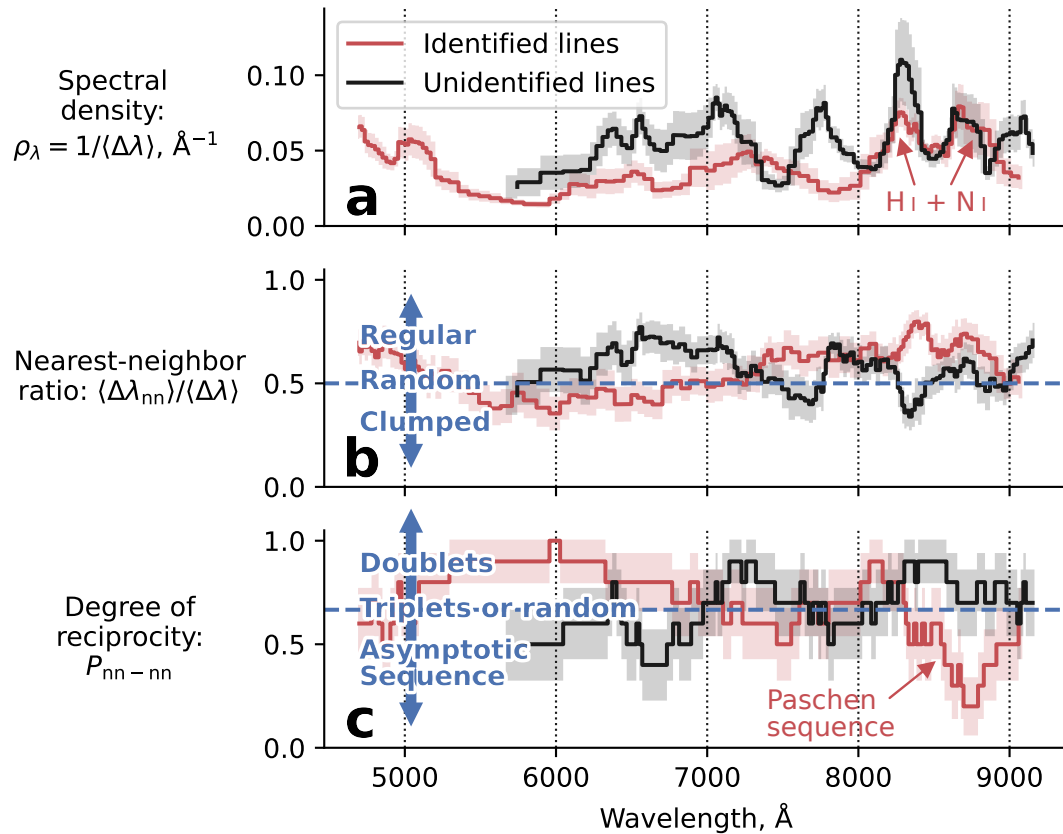 Spectral
density:
ρλ = 1/⟨Δλ⟩, Å−1
0.10
0.05
0.00
Identified lines
Unidentified lines
a
H I + N I
Nearest-neighbor
ratio: ⟨Δλnn⟩/⟨Δλ⟩
1.0
0.5
0.0
Regular
Random
Clumped
b
Degree of
reciprocity:
Pnn − nn
1.0
0.5
0.0
Doublets
Triplets or random
Asymptotic
Sequence
c
Paschen
sequence
5000 6000 7000 8000 9000
Wavelength, Å